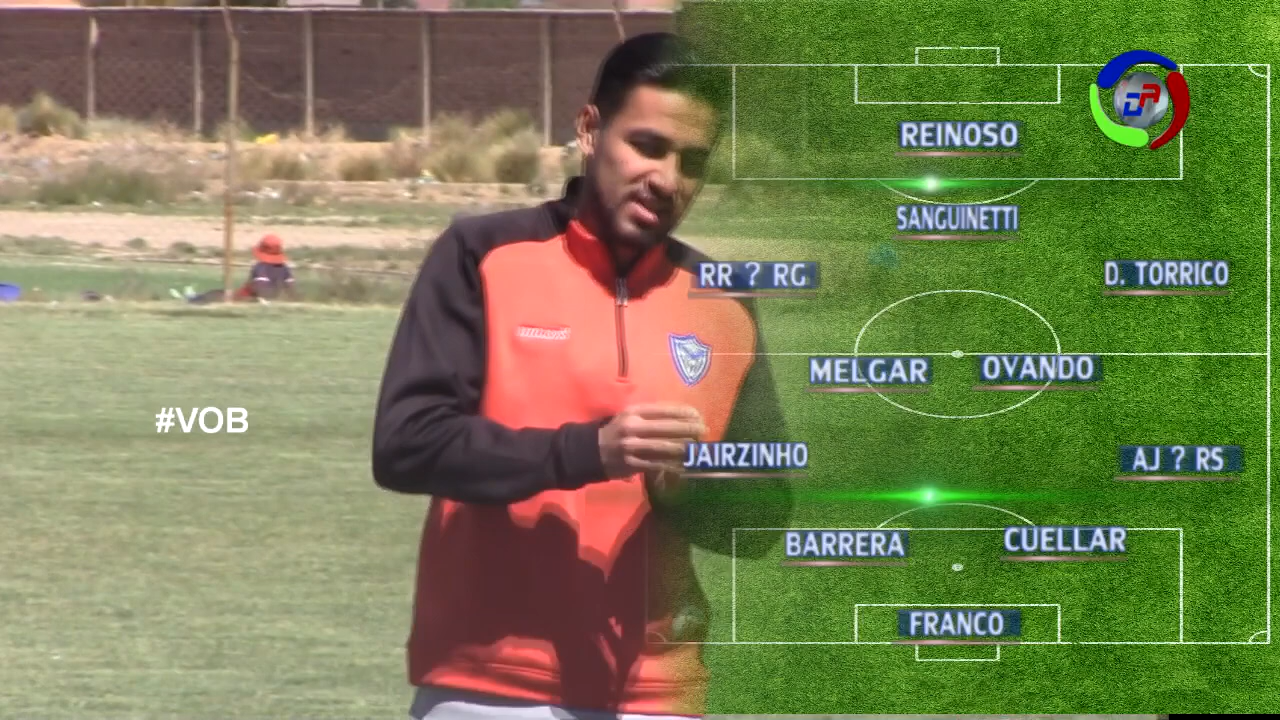 REINOSO
SANGUINETTI
RR ? RG
D. TORRICO
MELGAR
OVANDO
#VOB
JAIRZINHO
AJ ? RS
BARRERA
CUELLAR
FRANCO